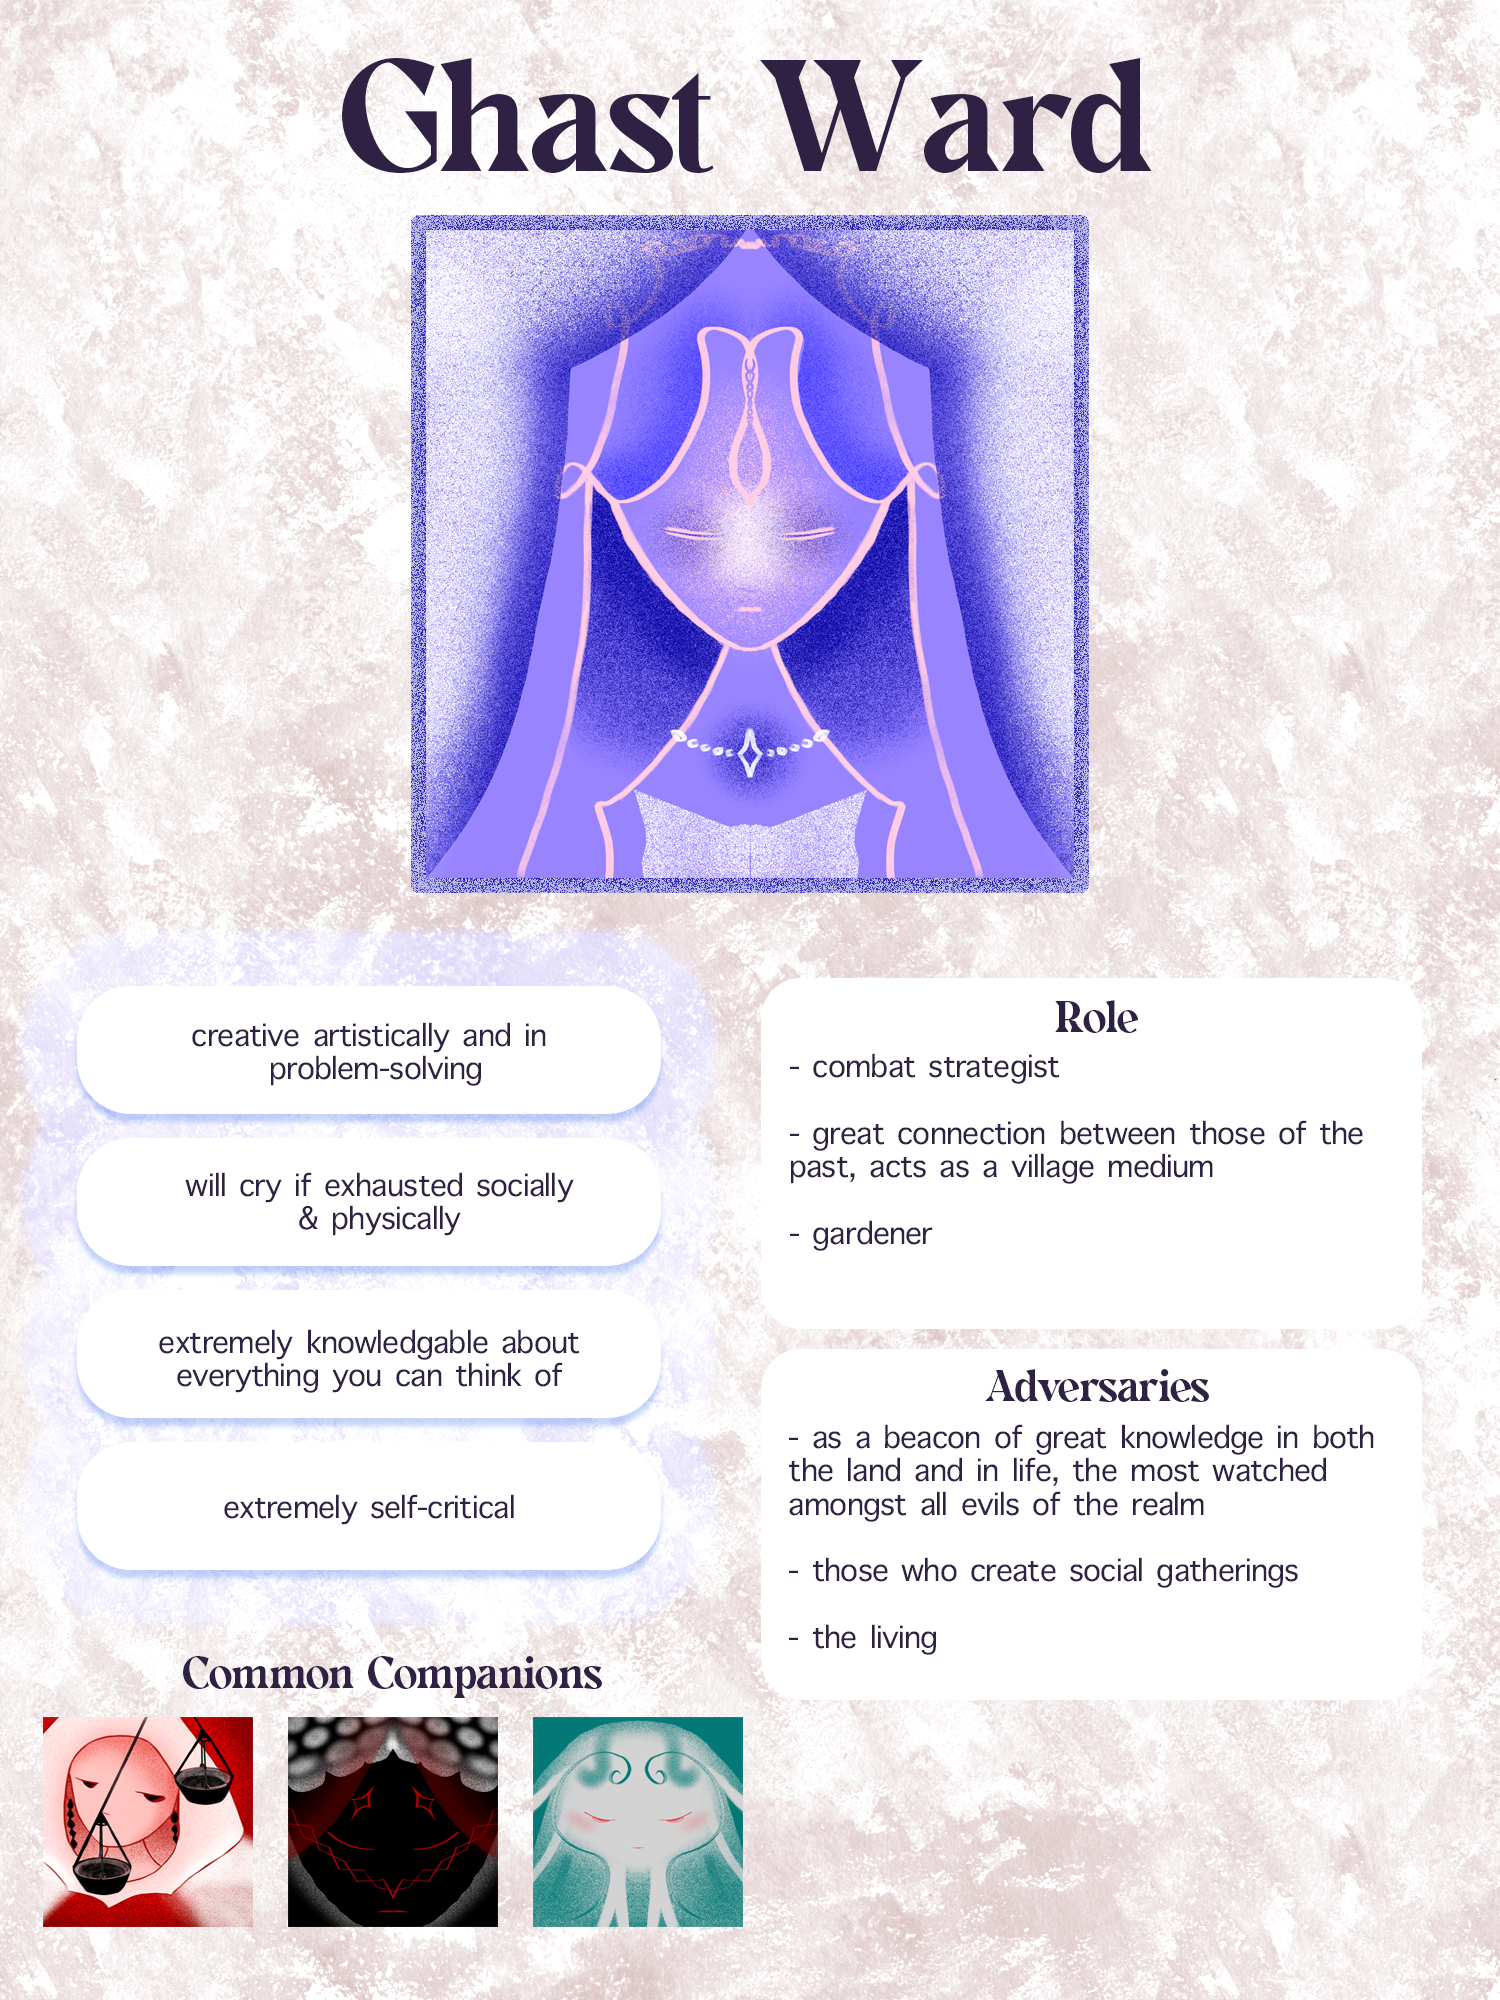 Ghast Ward
creative artistically and in
problem-solving
will cry if exhausted socially
& physically
extremely knowledgable about
everything you can think of
extremely self-critical
Role
- combat strategist
- great connection between those of the
past, acts as a village medium
- gardener
Adversaries
- as a beacon of great knowledge in both
the land and in life, the most watched
amongst all evils of the realm
- those who create social gatherings
- the living
Common Companions